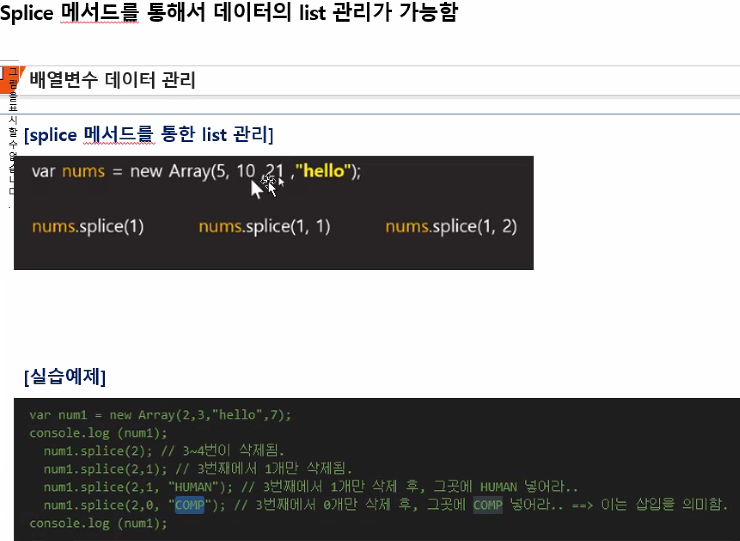 Splice 메서드를 통해서 데이터의 list 관리가 가능함
그림을 표시할 수 없습니다.
배열변수 데이터 관리
[splice 메서드를 통한 list 관리]
var nums = new Array(5, 10 ,21 ,"hello");
nums.splice(1) nums.splice(1, 1) nums.splice(1, 2)
[실습예제]
var num1 = new Array(2,3,"hello",7);
console.log (num1);
num1.splice(2); // 3~4번이 삭제됨.
num1.splice(2,1); // 3번째에서 1개만 삭제됨.
num1.splice(2,1, "HUMAN"); // 3번째에서 1개만 삭제 후, 그곳에 HUMAN 넣어라..
num1.splice(2,0, "COMP"); // 3번째에서 0개만 삭제 후, 그곳에 COMP 넣어라.. ==> 이는 삽입을 의미함.
console.log (num1);